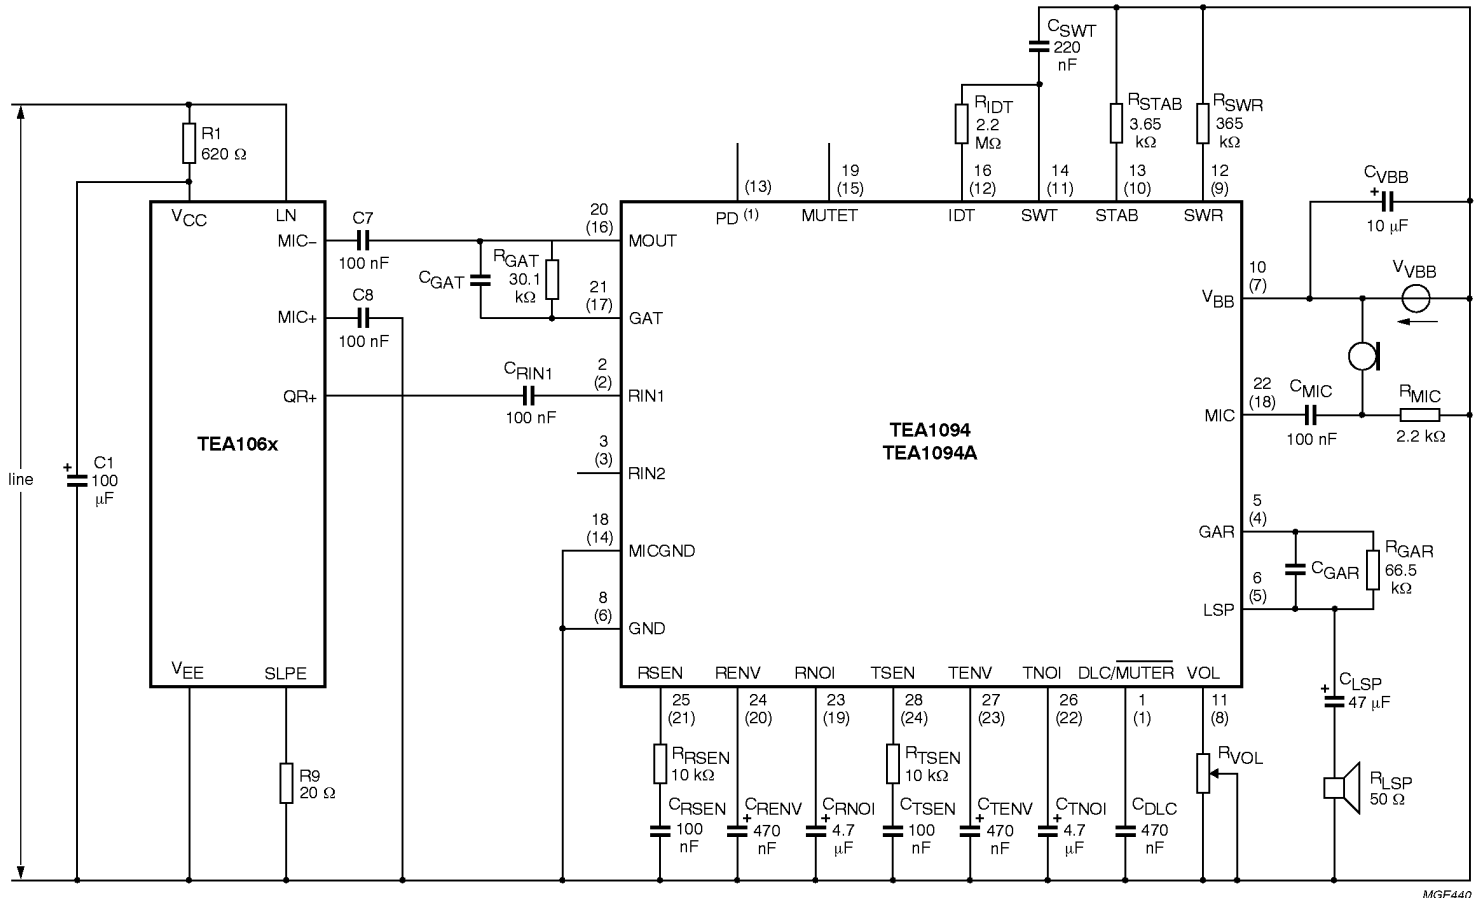 CSWT
220
nF
RIDT
2.2
MΩ
RSTAB
3.65
kΩ
RSWR
365
kΩ
R1
620 Ω
(13)
19
(15)
16
(12)
14
(11)
13
(10)
12
(9)
CVBB
+
10 µF
VCC
LN
PD (1)
MUTET
IDT
SWT
STAB
SWR
MIC−
C7
100 nF
CGAT
RGAT
30.1
kΩ
20
(16)
MOUT
21
(17)
GAT
10
(7)
VBB
VVBB
MIC+
C8
100 nF
QR+
CRIN1
100 nF
2
(2)
RIN1
22
(18)
MIC
CMIC
100 nF
RMIC
2.2 kΩ
TEA106x
TEA1094
TEA1094A
line
+
C1
100
µF
3
(3)
RIN2
18
(14)
MICGND
8
(6)
GND
5
(4)
GAR
CGAR
RGAR
66.5
kΩ
6
(5)
LSP
VEE
SLPE
RSEN
RENV
RNOI
TSEN
TENV
TNOI
DLC/MUTER
VOL
25
(21)
24
(20)
23
(19)
28
(24)
27
(23)
26
(22)
1
(1)
11
(8)
+
CLSP
47 µF
R9
20 Ω
RRSEN
10 kΩ
RTSEN
10 kΩ
RVOL
RLSP
50 Ω
CRSEN
100
nF
CRENV
+
470
nF
CRNOI
+
4.7
µF
CTSEN
100
nF
CTENV
+
470
nF
CTNOI
+
4.7
µF
CDLC
470
nF
MGE440